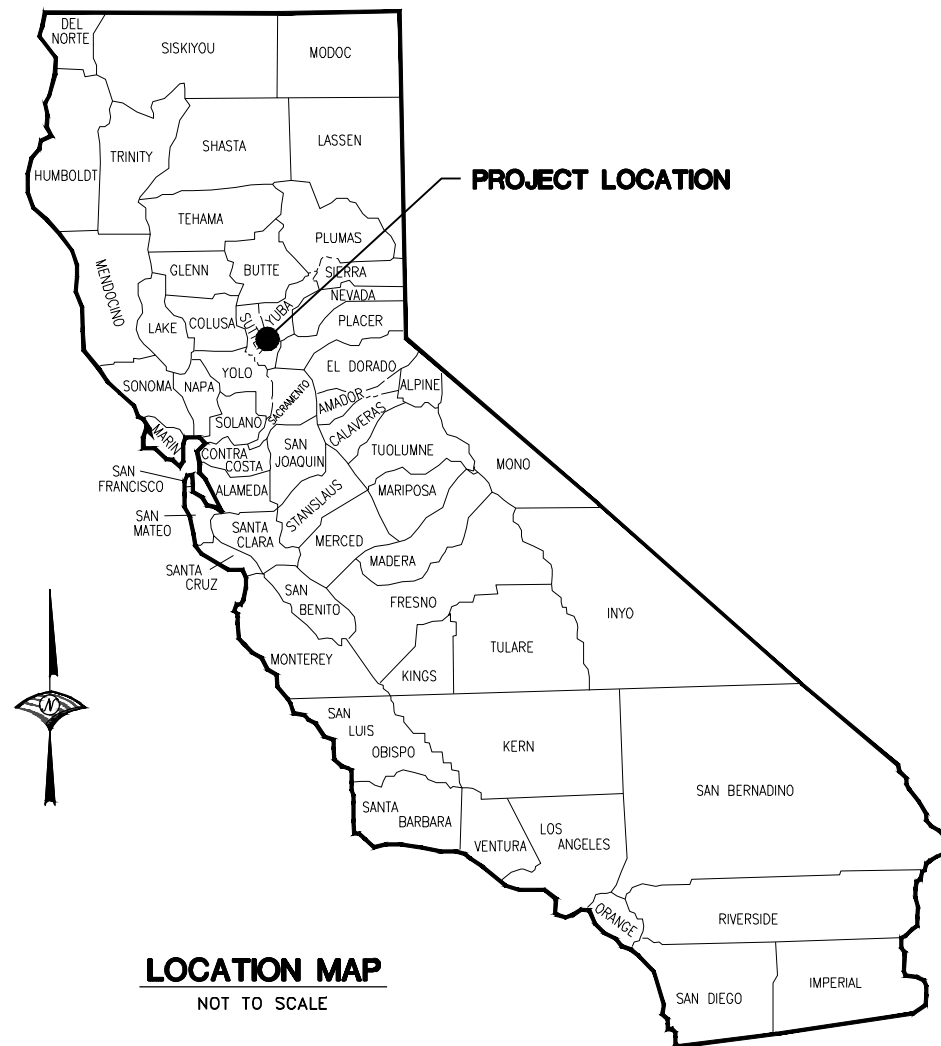 DEL
NORTE
SISKIYOU
MODOC
HUMBOLDT
TRINITY
SHASTA
LASSEN
PROJECT LOCATION
TEHAMA
PLUMAS
MENDOCINO
GLENN
BUTTE
SIERRA
NEVADA
YUBA
PLACER
LAKE
COLUSA
SONOMA
NAPA
YOLO
EL DORADO
SOLANO
SACRAMENTO
AMADOR
ALPINE
MARIN
CONTRA
COSTA
SAN
JOAQUIN
CALAVERAS
TUOLUMNE
MONO
SAN
FRANCISCO
ALAMEDA
STANISLAUS
MARIPOSA
SAN
MATEO
SANTA
CLARA
MERCED
MADERA
SANTA
CRUZ
SAN
BENITO
FRESNO
INYO
MONTEREY
KINGS
TULARE
N
SAN
LUIS
OBISPO
KERN
SAN BERNADINO
SANTA
BARBARA
VENTURA
LOS
ANGELES
ORANGE
RIVERSIDE
SAN DIEGO
IMPERIAL
LOCATION MAP
NOT TO SCALE